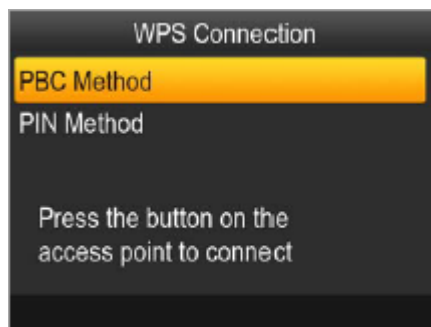 WPS Connection
PBC Method
PIN Method
Press the button on the
access point to connect